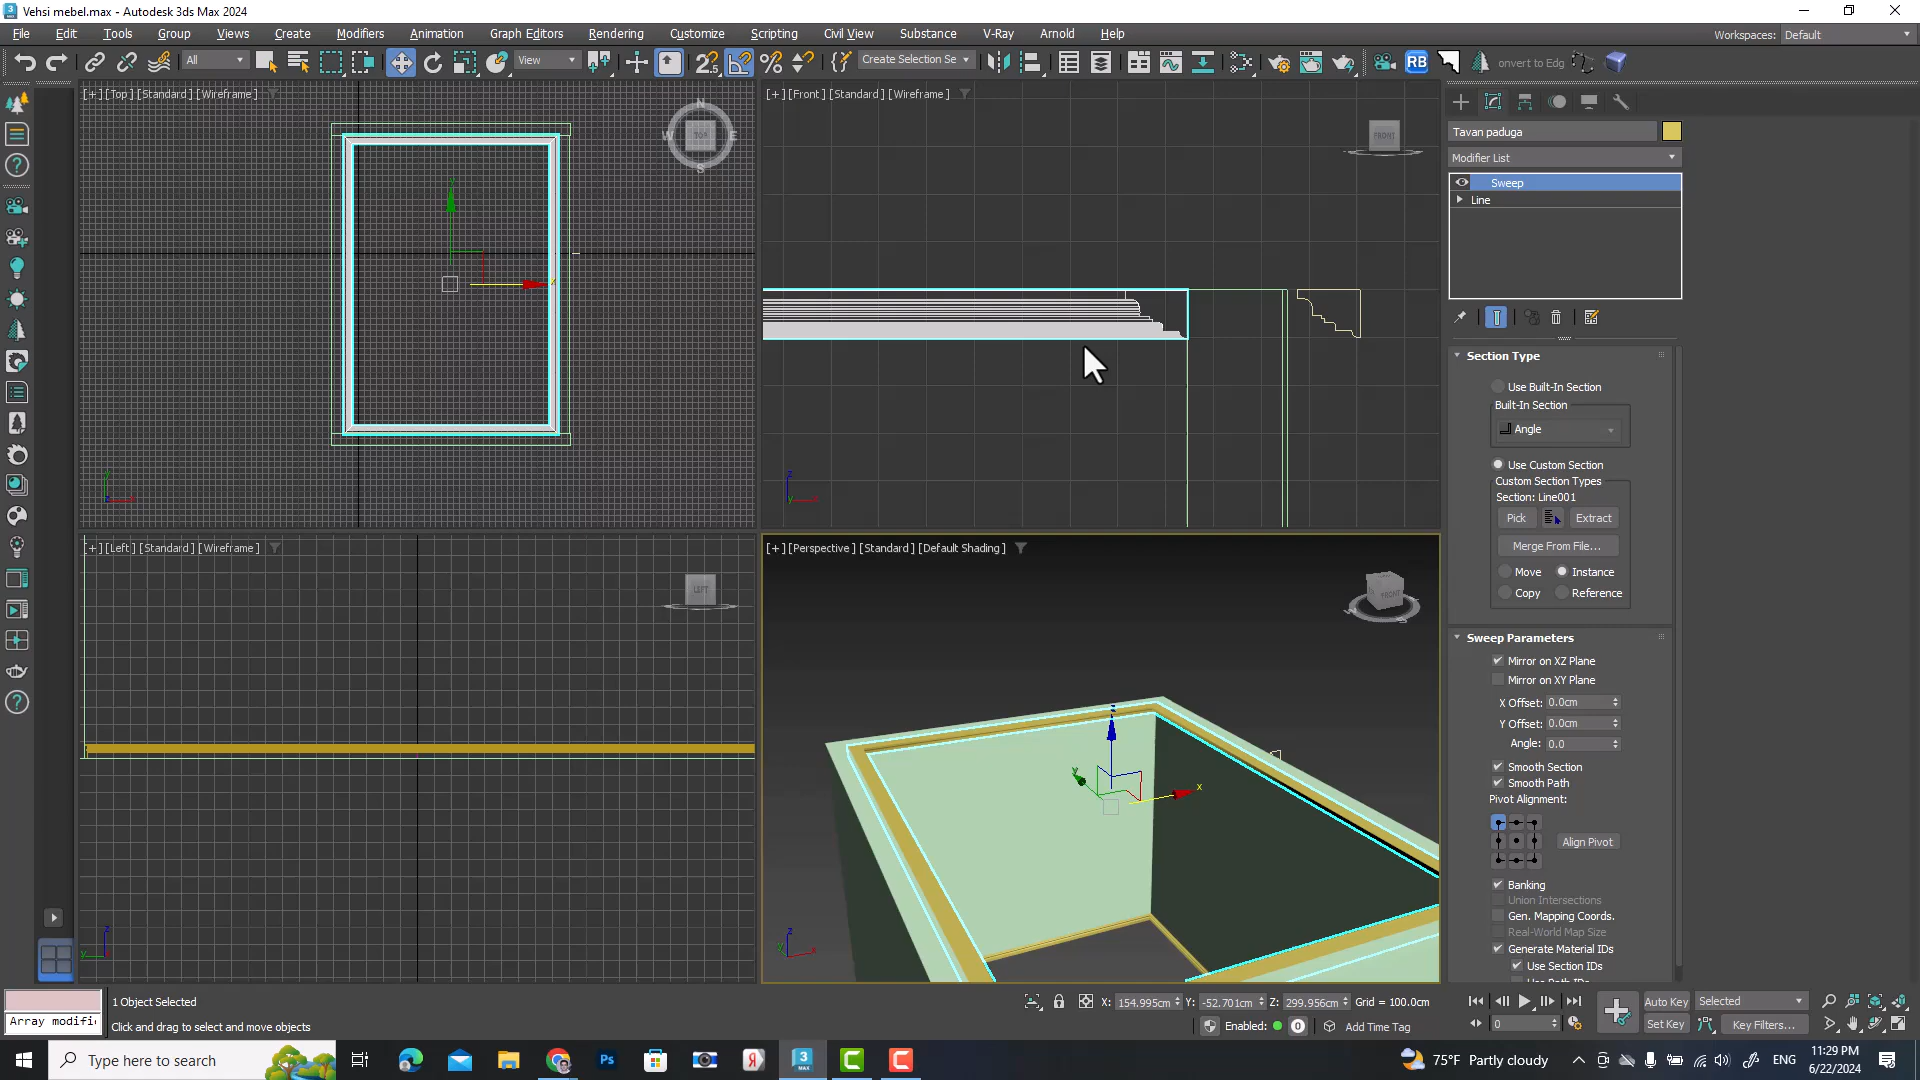 Vehsi mebel.max - Autodesk 3ds Max 2024
File Edit Tools Group Views Create Modifiers Animation Graph Editors Rendering Customize Scripting Civil View Substance V-Ray Arnold Help
Workspaces: Default
All View Create Selection Se onvert to Edg
[+] [Top] [Standard] [Wireframe]
N
W TOP E
S
[+] [Front] [Standard] [Wireframe]
FRONT
[+] [Left] [Standard] [Wireframe]
LEFT
[+] [Perspective] [Standard] [Default Shading]
FRONT
Tavan paduga
Modifier List
Sweep
Line
Section Type
Use Built-In Section
Built-In Section
Angle
Use Custom Section
Custom Section Types
Section: Line001
Pick Extract
Merge From File...
Move Instance
Copy Reference
Sweep Parameters
Mirror on XZ Plane
Mirror on XY Plane
X Offset: 0.0cm
Y Offset: 0.0cm
Angle: 0.0
Smooth Section
Smooth Path
Pivot Alignment:
Align Pivot
Banking
Union Intersections
Gen. Mapping Coords.
Real-World Map Size
Generate Material IDs
Use Section IDs
1 Object Selected
Array modifi
Click and drag to select and move objects
X: 154.995cm Y: -52.701cm Z: 299.956cm Grid = 100.0cm
Enabled: 0 Add Time Tag
0
Auto Key Selected
Set Key Key Filters...
Type here to search
75°F Partly cloudy
ENG
11:29 PM
6/22/2024